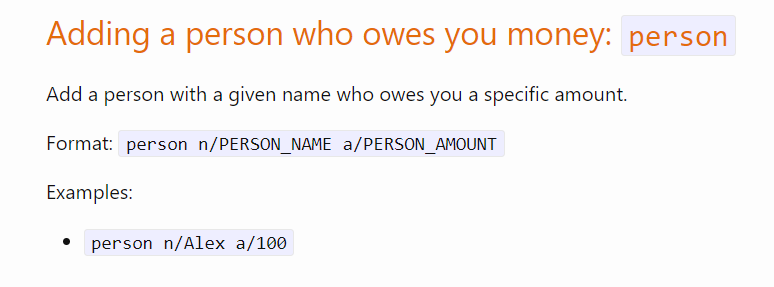 Adding a person who owes you money: person
Add a person with a given name who owes you a specific amount.
Format: person n/PERSON_NAME a/PERSON_AMOUNT
Examples:
• person n/Alex a/100